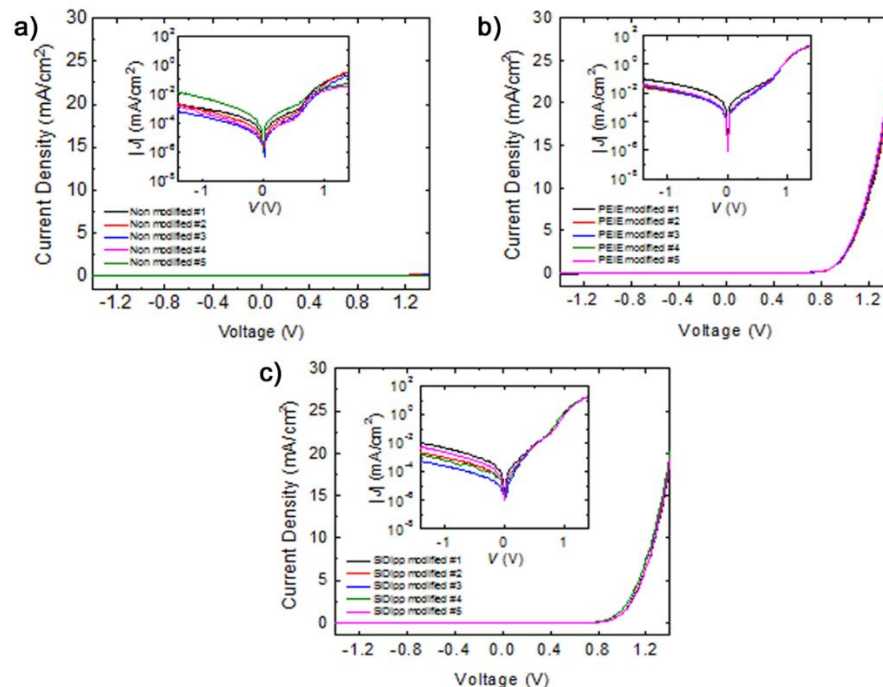 a)
Current Density (mA/cm²)
30
25
20
15
10
5
0
-1.2 -0.8 -0.4 0.0 0.4 0.8 1.2
Voltage (V)
|J| (mA/cm²)
10²
10⁰
10⁻²
10⁻⁴
10⁻⁶
10⁻⁸
-1 0 1
V (V)
Non modified #1
Non modified #2
Non modified #3
Non modified #4
Non modified #5
b)
Current Density (mA/cm²)
30
25
20
15
10
5
0
-1.2 -0.8 -0.4 0.0 0.4 0.8 1.2
Voltage (V)
|J| (mA/cm²)
10²
10⁰
10⁻²
10⁻⁴
10⁻⁶
10⁻⁸
-1 0 1
V (V)
PEIE modified #1
PEIE modified #2
PEIE modified #3
PEIE modified #4
PEIE modified #5
c)
Current Density (mA/cm²)
30
25
20
15
10
5
0
-1.2 -0.8 -0.4 0.0 0.4 0.8 1.2
Voltage (V)
|J| (mA/cm²)
10²
10⁰
10⁻²
10⁻⁴
10⁻⁶
10⁻⁸
-1 0 1
V (V)
SIDipp modified #1
SIDipp modified #2
SIDipp modified #3
SIDipp modified #4
SIDipp modified #5